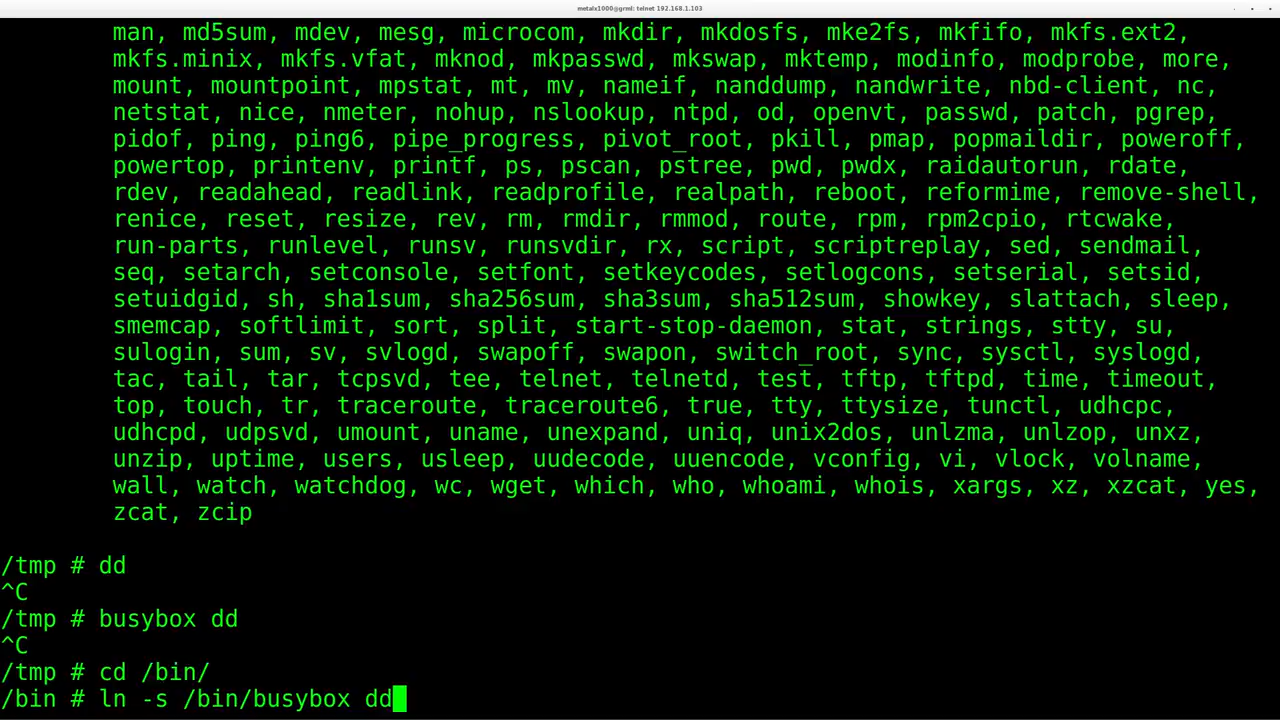 metalx1000@grml: telnet 192.168.1.103
man, md5sum, mdev, mesg, microcom, mkdir, mkdosfs, mke2fs, mkfifo, mkfs.ext2,
mkfs.minix, mkfs.vfat, mknod, mkpasswd, mkswap, mktemp, modinfo, modprobe, more,
mount, mountpoint, mpstat, mt, mv, nameif, nanddump, nandwrite, nbd-client, nc,
netstat, nice, nmeter, nohup, nslookup, ntpd, od, openvt, passwd, patch, pgrep,
pidof, ping, ping6, pipe_progress, pivot_root, pkill, pmap, popmaildir, poweroff,
powertop, printenv, printf, ps, pscan, pstree, pwd, pwdx, raidautorun, rdate,
rdev, readahead, readlink, readprofile, realpath, reboot, reformime, remove-shell,
renice, reset, resize, rev, rm, rmdir, rmmod, route, rpm, rpm2cpio, rtcwake,
run-parts, runlevel, runsv, runsvdir, rx, script, scriptreplay, sed, sendmail,
seq, setarch, setconsole, setfont, setkeycodes, setlogcons, setserial, setsid,
setuidgid, sh, sha1sum, sha256sum, sha3sum, sha512sum, showkey, slattach, sleep,
smemcap, softlimit, sort, split, start-stop-daemon, stat, strings, stty, su,
sulogin, sum, sv, svlogd, swapoff, swapon, switch_root, sync, sysctl, syslogd,
tac, tail, tar, tcpsvd, tee, telnet, telnetd, test, tftp, tftpd, time, timeout,
top, touch, tr, traceroute, traceroute6, true, tty, ttysize, tunctl, udhcpc,
udhcpd, udpsvd, umount, uname, unexpand, uniq, unix2dos, unlzma, unlzop, unxz,
unzip, uptime, users, usleep, uudecode, uuencode, vconfig, vi, vlock, volname,
wall, watch, watchdog, wc, wget, which, who, whoami, whois, xargs, xz, xzcat, yes,
zcat, zcip
/tmp # dd
^C
/tmp # busybox dd
^C
/tmp # cd /bin/
/bin # ln -s /bin/busybox dd